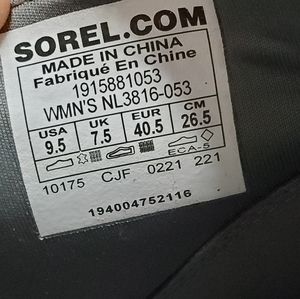 SOREL.COM
MADE IN CHINA
Fabriqué En Chine
1915881053
WMN'S NL3816-053
USA UK EUR CM
9.5 7.5 40.5 26.5
ECA-5
10175 CJF 0221 221
194004752116